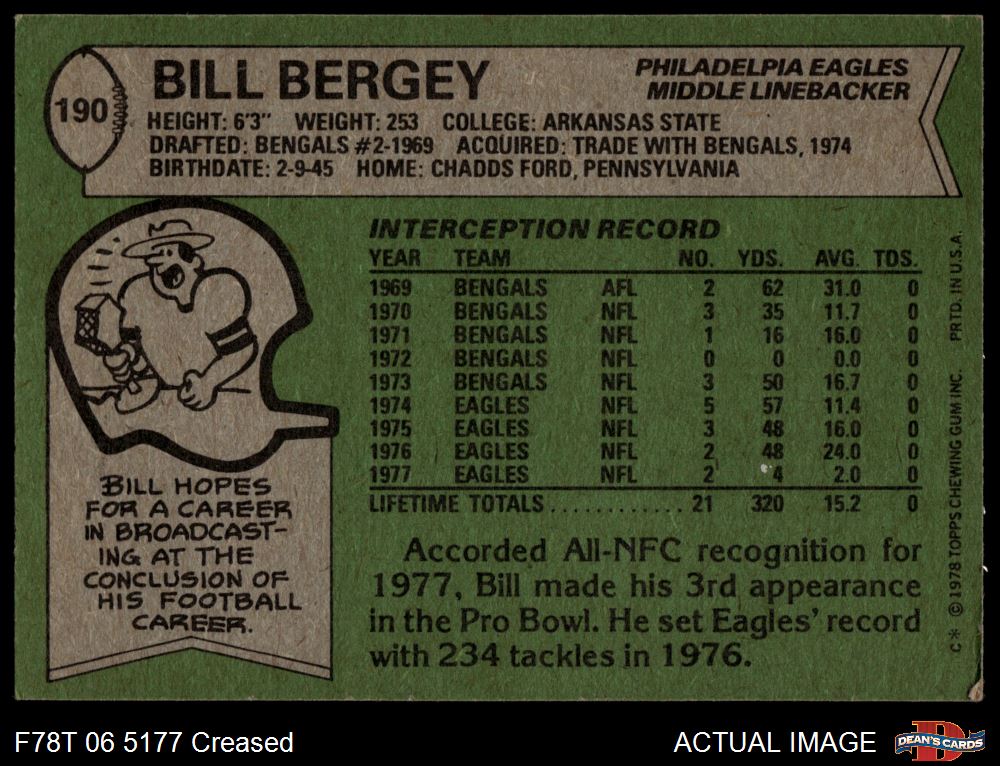 190
BILL BERGEY
PHILADELPIA EAGLES
MIDDLE LINEBACKER
HEIGHT: 6'3" WEIGHT: 253 COLLEGE: ARKANSAS STATE
DRAFTED: BENGALS #2-1969 ACQUIRED: TRADE WITH BENGALS, 1974
BIRTHDATE: 2-9-45 HOME: CHADDS FORD, PENNSYLVANIA
INTERCEPTION RECORD
YEAR TEAM NO. YDS. AVG. TDS.
1969 BENGALS AFL 2 62 31.0 0
1970 BENGALS NFL 3 35 11.7 0
1971 BENGALS NFL 1 16 16.0 0
1972 BENGALS NFL 0 0 0.0 0
1973 BENGALS NFL 3 50 16.7 0
1974 EAGLES NFL 5 57 11.4 0
1975 EAGLES NFL 3 48 16.0 0
1976 EAGLES NFL 2 48 24.0 0
1977 EAGLES NFL 2 4 2.0 0
LIFETIME TOTALS............ 21 320 15.2 0
BILL HOPES
FOR A CAREER
IN BROADCAST-
ING AT THE
CONCLUSION OF
HIS FOOTBALL
CAREER.
Accorded All-NFC recognition for
1977, Bill made his 3rd appearance
in the Pro Bowl. He set Eagles' record
with 234 tackles in 1976.
C* © 1978 TOPPS CHEWING GUM INC. PRTD. IN U.S.A.
F78T 06 5177 Creased
ACTUAL IMAGE
DEAN'S CARDS